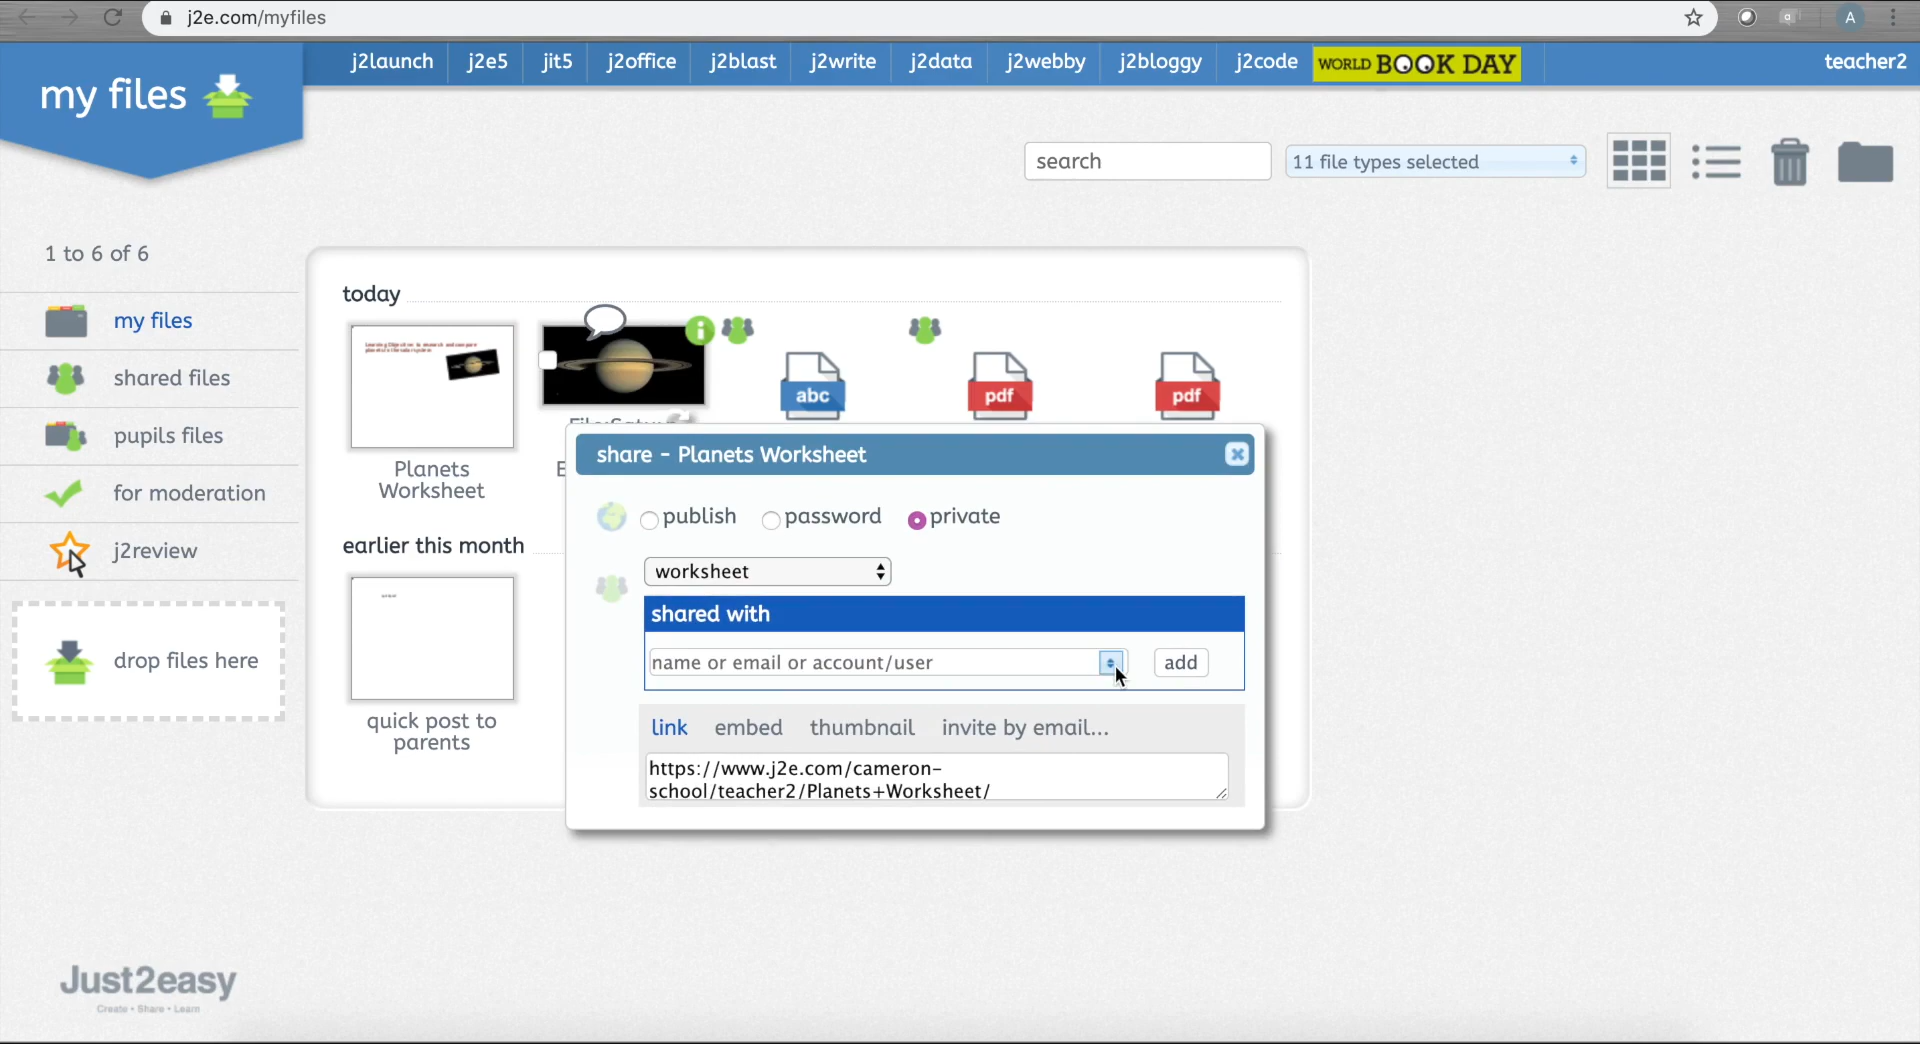 j2e.com/myfiles
A
my files
j2launch
j2e5
jit5
j2office
j2blast
j2write
j2data
j2webby
j2bloggy
j2code
WORLD BOOK DAY
teacher2
search
11 file types selected
1 to 6 of 6
my files
shared files
pupils files
for moderation
j2review
drop files here
today
Planets
Worksheet
abc
pdf
pdf
earlier this month
quick post to
parents
share - Planets Worksheet
publish
password
private
worksheet
shared with
name or email or account/user
add
link
embed
thumbnail
invite by email...
https://www.j2e.com/cameron-
school/teacher2/Planets+Worksheet/
Just2easy
Create • Share • Learn